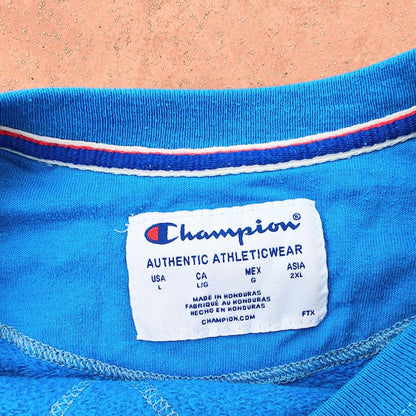 Champion®
AUTHENTIC ATHLETICWEAR
USA CA MEX ASIA
L L/G G 2XL
MADE IN HONDURAS
FABRIQUÉ AU HONDURAS
HECHO EN HONDURAS
CHAMPION.COM FTX